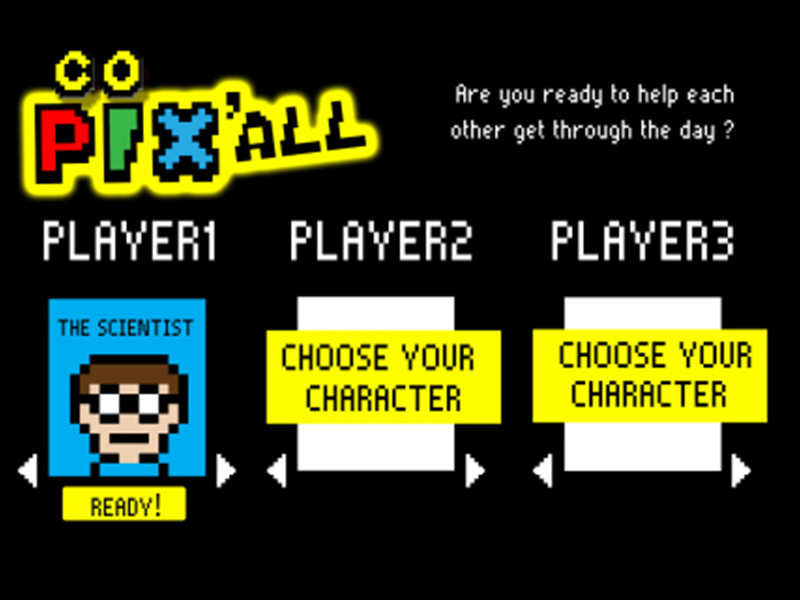 CO
PIX'ALL
Are you ready to help each
other get through the day ?
PLAYER1
PLAYER2
PLAYER3
THE SCIENTIST
READY!
CHOOSE YOUR
CHARACTER
CHOOSE YOUR
CHARACTER